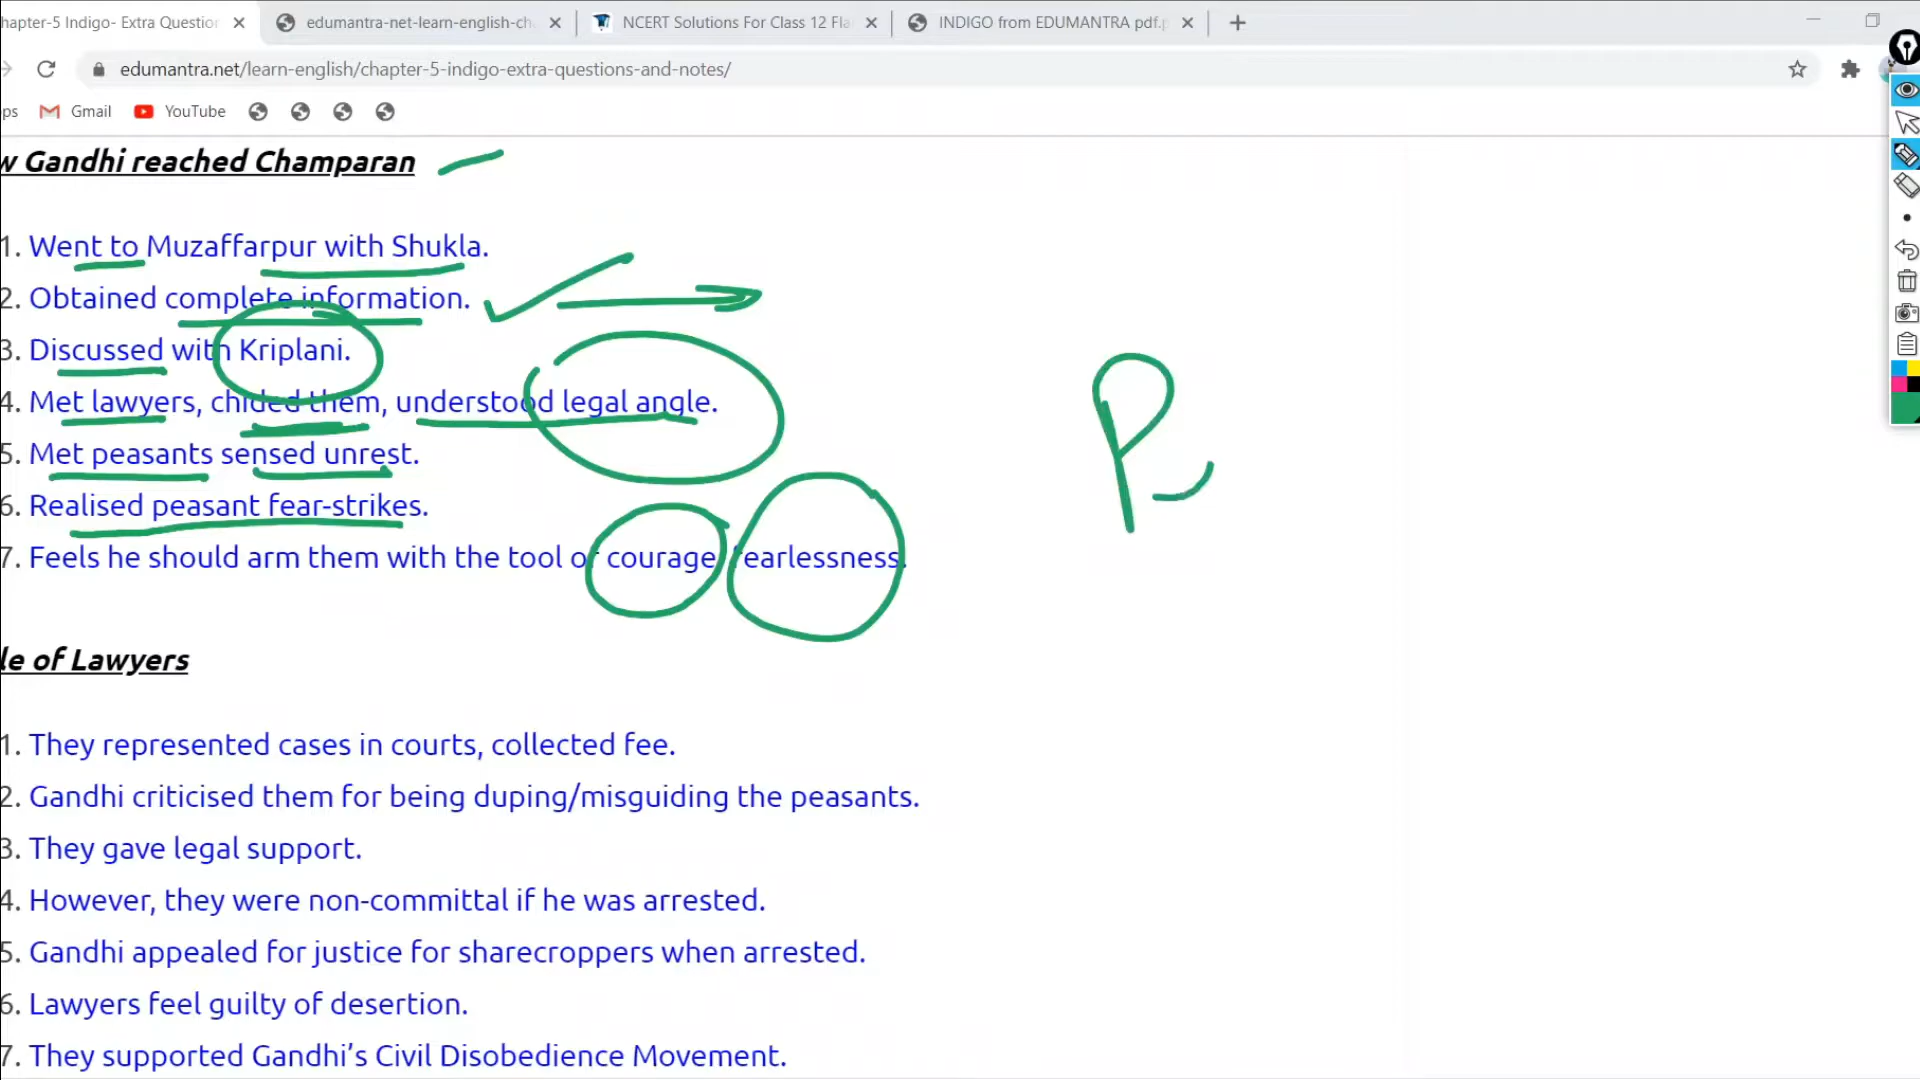 hapter-5 Indigo- Extra Question
edumantra-net-learn-english-ch
NCERT Solutions For Class 12 Fla
INDIGO from EDUMANTRA pdf.p
edumantra.net/learn-english/chapter-5-indigo-extra-questions-and-notes/
ps Gmail YouTube
w Gandhi reached Champaran
1. Went to Muzaffarpur with Shukla.
2. Obtained complete information.
3. Discussed with Kriplani.
4. Met lawyers, chided them, understood legal angle.
5. Met peasants sensed unrest.
6. Realised peasant fear-strikes.
7. Feels he should arm them with the tool of courage fearlessness.
P
le of Lawyers
1. They represented cases in courts, collected fee.
2. Gandhi criticised them for being duping/misguiding the peasants.
3. They gave legal support.
4. However, they were non-committal if he was arrested.
5. Gandhi appealed for justice for sharecroppers when arrested.
6. Lawyers feel guilty of desertion.
7. They supported Gandhi’s Civil Disobedience Movement.